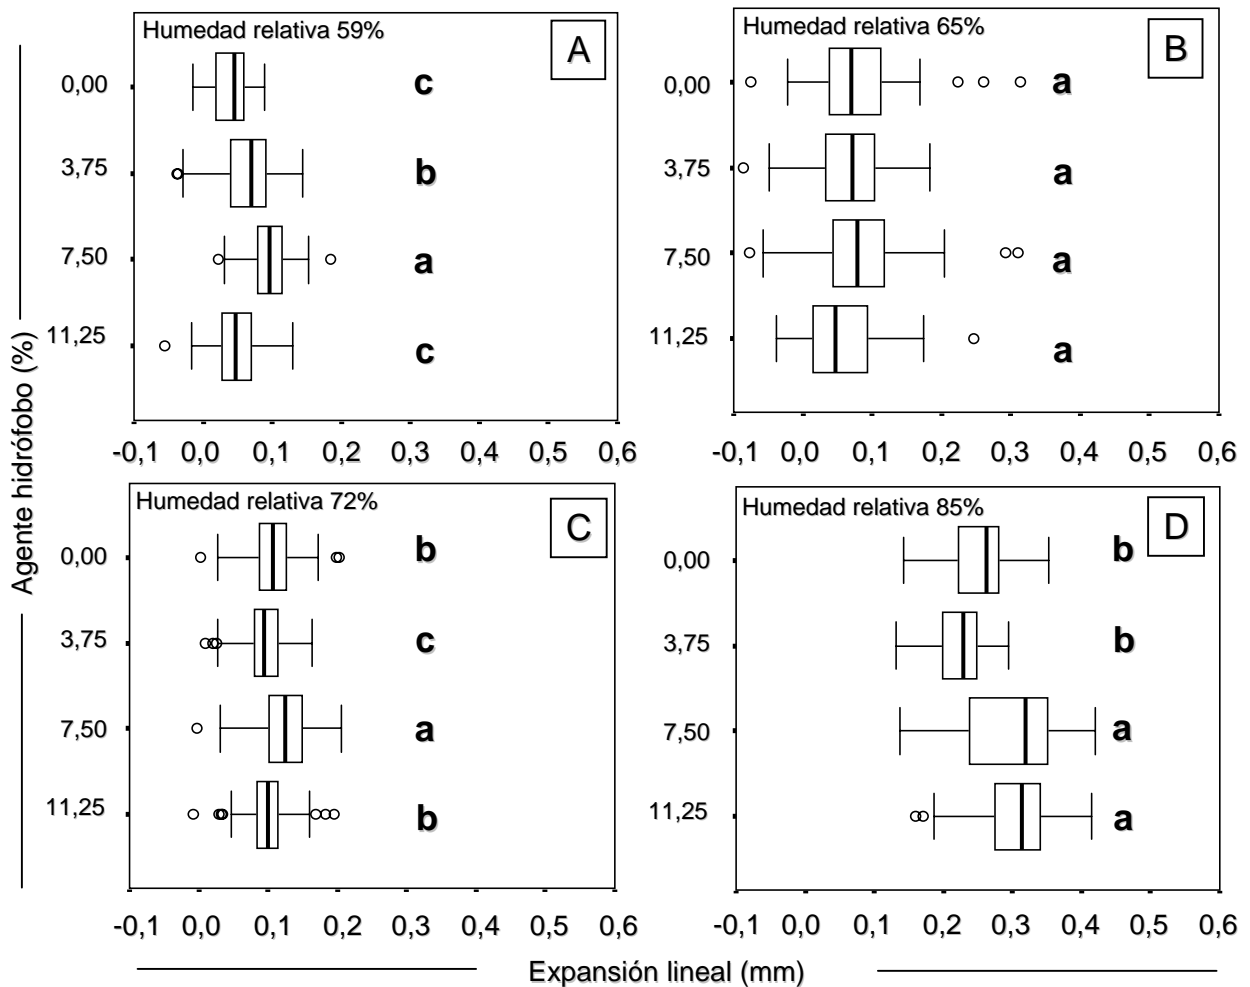 Humedad relativa 59%
A
0,00 c
3,75 b
7,50 a
11,25 c
-0,1 0,0 0,1 0,2 0,3 0,4 0,5 0,6
Humedad relativa 65%
B
0,00 a
3,75 a
7,50 a
11,25 a
-0,1 0,0 0,1 0,2 0,3 0,4 0,5 0,6
Humedad relativa 72%
C
0,00 b
3,75 c
7,50 a
11,25 b
-0,1 0,0 0,1 0,2 0,3 0,4 0,5 0,6
Humedad relativa 85%
D
0,00 b
3,75 b
7,50 a
11,25 a
-0,1 0,0 0,1 0,2 0,3 0,4 0,5 0,6
Agente hidrófobo (%)
Expansión lineal (mm)